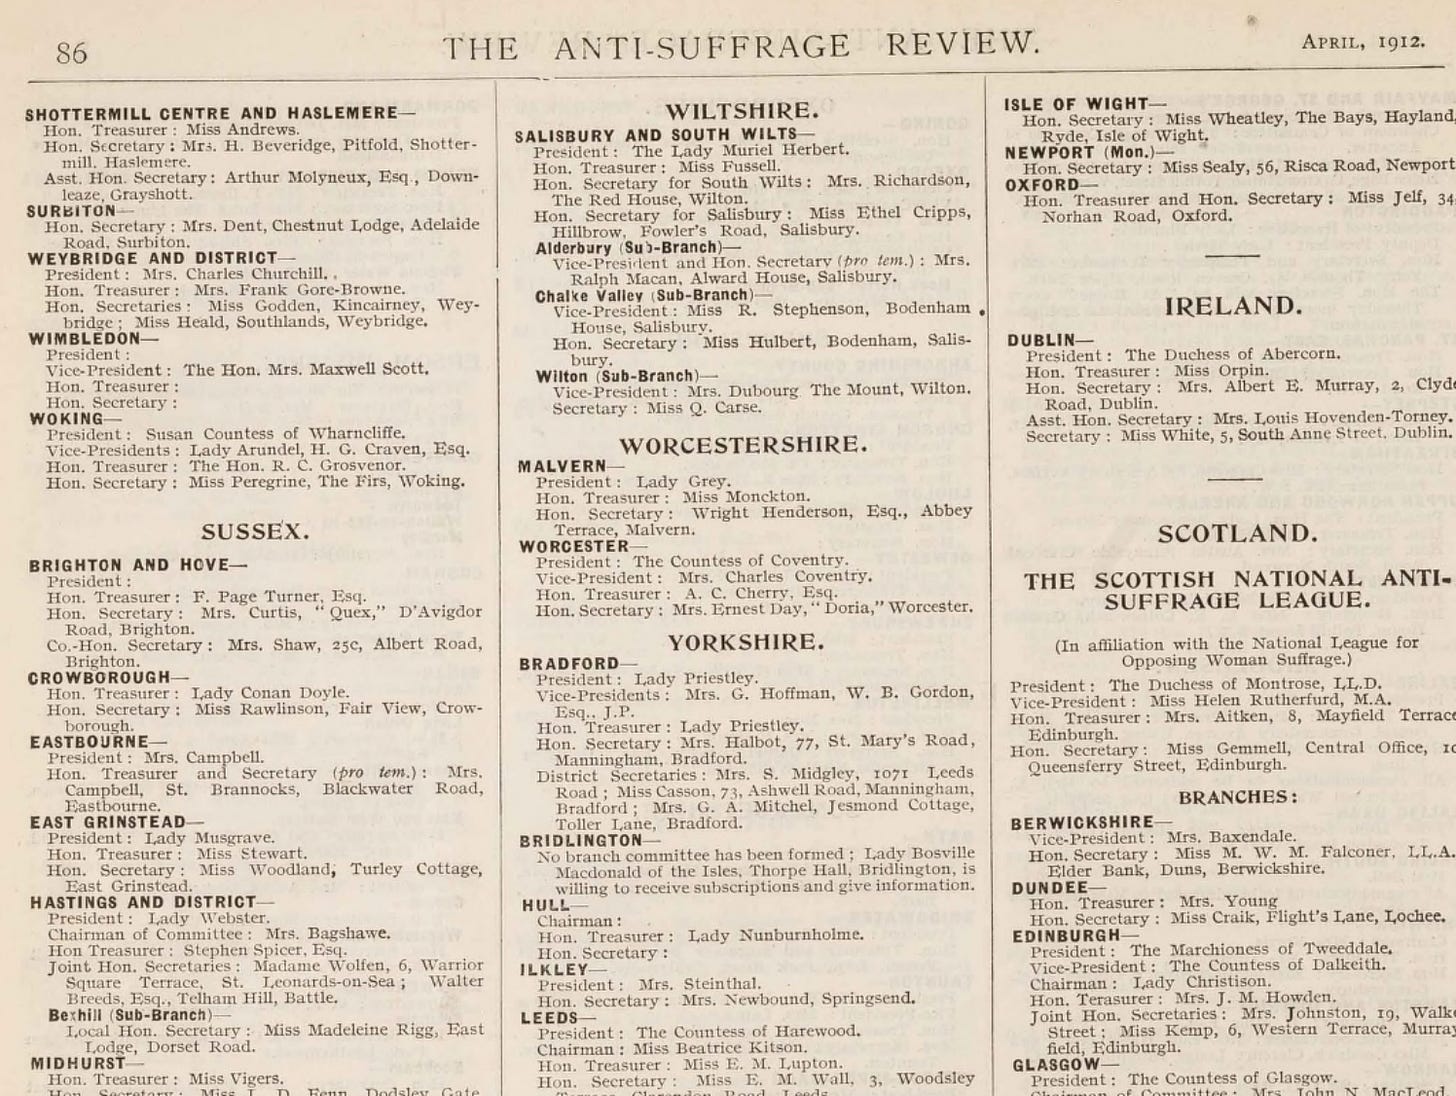 86
THE ANTI-SUFFRAGE REVIEW.
APRIL, 1912.
SHOTTERMILL CENTRE AND HASLEMERE—
Hon. Treasurer : Miss Andrews.
Hon. Secretary : Mrs. H. Beveridge, Pitfold, Shotter-
mill. Haslemere.
Asst. Hon. Secretary : Arthur Molyneux, Esq., Down-
leaze, Grayshott.
SURBITON—
Hon. Secretary : Mrs. Dent, Chestnut Lodge, Adelaide
Road, Surbiton.
WEYBRIDGE AND DISTRICT—
President : Mrs. Charles Churchill.
Hon. Treasurer : Mrs. Frank Gore-Browne.
Hon. Secretaries : Miss Godden, Kincairney, Wey-
bridge ; Miss Heald, Southlands, Weybridge.
WIMBLEDON—
President :
Vice-President : The Hon. Mrs. Maxwell Scott.
Hon. Treasurer :
Hon. Secretary :
WOKING—
President : Susan Countess of Wharncliffe.
Vice-Presidents : Lady Arundel, H. G. Craven, Esq.
Hon. Treasurer : The Hon. R. C. Grosvenor.
Hon. Secretary : Miss Peregrine, The Firs, Woking.
SUSSEX.
BRIGHTON AND HOVE—
President :
Hon. Treasurer : F. Page Turner, Esq.
Hon. Secretary : Mrs. Curtis, “ Quex,” D’Avigdor
Road, Brighton.
Co.-Hon. Secretary : Mrs. Shaw, 25c, Albert Road,
Brighton.
CROWBOROUGH—
Hon. Treasurer : Lady Conan Doyle.
Hon. Secretary : Miss Rawlinson, Fair View, Crow-
borough.
EASTBOURNE—
President : Mrs. Campbell.
Hon. Treasurer and Secretary (pro tem.) : Mrs.
Campbell, St. Brannocks, Blackwater Road,
Eastbourne.
EAST GRINSTEAD—
President : Lady Musgrave.
Hon. Treasurer : Miss Stewart.
Hon. Secretary : Miss Woodland, Turley Cottage,
East Grinstead.
HASTINGS AND DISTRICT—
President : Lady Webster.
Chairman of Committee : Mrs. Bagshawe.
Hon Treasurer : Stephen Spicer, Esq.
Joint Hon. Secretaries : Madame Wolfen, 6, Warrior
Square Terrace, St. Leonards-on-Sea ; Walter
Breeds, Esq., Telham Hill, Battle.
Bexhill (Sub-Branch)—
Local Hon. Secretary : Miss Madeleine Rigg, East
Lodge, Dorset Road.
MIDHURST—
Hon. Treasurer : Miss Vigers.
WILTSHIRE.
SALISBURY AND SOUTH WILTS—
President : The Lady Muriel Herbert.
Hon. Treasurer : Miss Fussell.
Hon. Secretary for South Wilts : Mrs. Richardson,
The Red House, Wilton.
Hon. Secretary for Salisbury : Miss Ethel Cripps,
Hillbrow, Fowler’s Road, Salisbury.
Alderbury (Sub-Branch)—
Vice-President and Hon. Secretary (pro tem.) : Mrs.
Ralph Macan, Alward House, Salisbury.
Chalke Valley (Sub-Branch)—
Vice-President : Miss R. Stephenson, Bodenham
House, Salisbury.
Hon. Secretary : Miss Hulbert, Bodenham, Salis-
bury.
Wilton (Sub-Branch)—
Vice-President : Mrs. Dubourg The Mount, Wilton.
Secretary : Miss Q. Carse.
WORCESTERSHIRE.
MALVERN—
President : Lady Grey.
Hon. Treasurer : Miss Monckton.
Hon. Secretary : Wright Henderson, Esq., Abbey
Terrace, Malvern.
WORCESTER—
President : The Countess of Coventry.
Vice-President : Mrs. Charles Coventry.
Hon. Treasurer : A. C. Cherry, Esq.
Hon. Secretary : Mrs. Ernest Day, “ Doria,” Worcester.
YORKSHIRE.
BRADFORD—
President : Lady Priestley.
Vice-Presidents : Mrs. G. Hoffman, W. B. Gordon,
Esq., J.P.
Hon. Treasurer : Lady Priestley.
Hon. Secretary : Mrs. Halbot, 77, St. Mary’s Road,
Manningham, Bradford.
District Secretaries : Mrs. S. Midgley, 1071 Leeds
Road ; Miss Casson, 73, Ashwell Road, Manningham,
Bradford ; Mrs. G. A. Mitchel, Jesmond Cottage,
Toller Lane, Bradford.
BRIDLINGTON—
No branch committee has been formed ; Lady Bosville
Macdonald of the Isles, Thorpe Hall, Bridlington, is
willing to receive subscriptions and give information.
HULL—
Chairman :
Hon. Treasurer : Lady Nunburnholme.
Hon. Secretary :
ILKLEY—
President : Mrs. Steinthal.
Hon. Secretary : Mrs. Newbound, Springsend.
LEEDS—
President : The Countess of Harewood.
Chairman : Miss Beatrice Kitson.
Hon. Treasurer : Miss E. M. Lupton.
Hon. Secretary : Miss E. M. Wall, 3, Woodsley
ISLE OF WIGHT—
Hon. Secretary : Miss Wheatley, The Bays, Hayland,
Ryde, Isle of Wight.
NEWPORT (Mon.)—
Hon. Secretary : Miss Sealy, 56, Risca Road, Newport
OXFORD—
Hon. Treasurer and Hon. Secretary : Miss Jelf, 34
Norhan Road, Oxford.
IRELAND.
DUBLIN—
President : The Duchess of Abercorn.
Hon. Treasurer : Miss Orpin.
Hon. Secretary : Mrs. Albert E. Murray, 2, Clyde
Road, Dublin.
Asst. Hon. Secretary : Mrs. Louis Hovenden-Torney.
Secretary : Miss White, 5, South Anne Street, Dublin.
SCOTLAND.
THE SCOTTISH NATIONAL ANTI-
SUFFRAGE LEAGUE.
(In affiliation with the National League for
Opposing Woman Suffrage.)
President : The Duchess of Montrose, LL.D.
Vice-President : Miss Helen Rutherfurd, M.A.
Hon. Treasurer : Mrs. Aitken, 8, Mayfield Terrace
Edinburgh.
Hon. Secretary : Miss Gemmell, Central Office, 10
Queensferry Street, Edinburgh.
BRANCHES :
BERWICKSHIRE—
Vice-President : Mrs. Baxendale.
Hon. Secretary : Miss M. W. M. Falconer, LL.A.
Elder Bank, Duns, Berwickshire.
DUNDEE—
Hon. Treasurer : Mrs. Young
Hon. Secretary : Miss Craik, Flight’s Lane, Lochee.
EDINBURGH—
President : The Marchioness of Tweeddale.
Vice-President : The Countess of Dalkeith.
Chairman : Lady Christison.
Hon. Terasurer : Mrs. J. M. Howden.
Joint Hon. Secretaries : Mrs. Johnston, 19, Walke
Street ; Miss Kemp, 6, Western Terrace, Murray
field, Edinburgh.
GLASGOW—
President : The Countess of Glasgow.